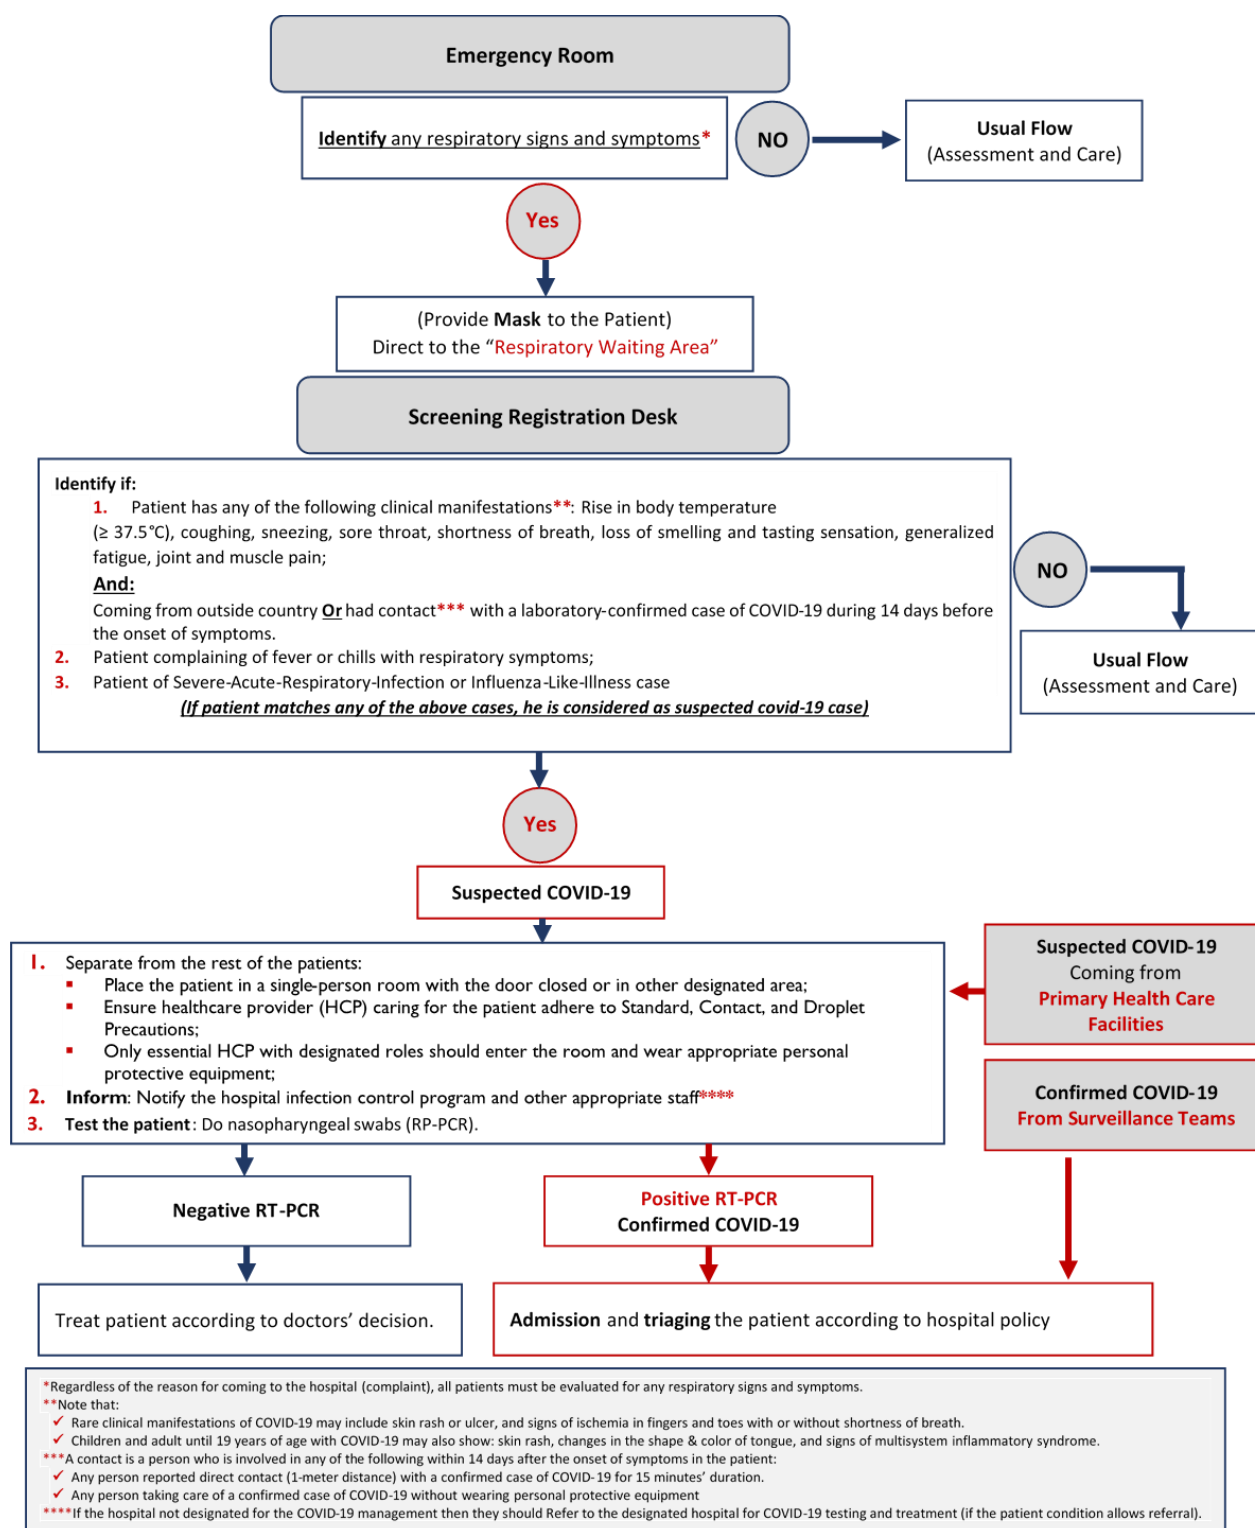 Emergency Room
Identify any respiratory signs and symptoms*
NO
Usual Flow
(Assessment and Care)
Yes
(Provide Mask to the Patient)
Direct to the “Respiratory Waiting Area”
Screening Registration Desk
Identify if:
1. Patient has any of the following clinical manifestations**: Rise in body temperature
(≥ 37.5°C), coughing, sneezing, sore throat, shortness of breath, loss of smelling and tasting sensation, generalized
fatigue, joint and muscle pain;
And:
Coming from outside country Or had contact*** with a laboratory-confirmed case of COVID-19 during 14 days before
the onset of symptoms.
2. Patient complaining of fever or chills with respiratory symptoms;
3. Patient of Severe-Acute-Respiratory-Infection or Influenza-Like-Illness case
(If patient matches any of the above cases, he is considered as suspected covid-19 case)
NO
Usual Flow
(Assessment and Care)
Yes
Suspected COVID-19
1. Separate from the rest of the patients:
▪ Place the patient in a single-person room with the door closed or in other designated area;
▪ Ensure healthcare provider (HCP) caring for the patient adhere to Standard, Contact, and Droplet
Precautions;
▪ Only essential HCP with designated roles should enter the room and wear appropriate personal
protective equipment;
2. Inform: Notify the hospital infection control program and other appropriate staff****
3. Test the patient: Do nasopharyngeal swabs (RP-PCR).
Suspected COVID-19
Coming from
Primary Health Care
Facilities
Confirmed COVID-19
From Surveillance Teams
Negative RT-PCR
Positive RT-PCR
Confirmed COVID-19
Treat patient according to doctors’ decision.
Admission and triaging the patient according to hospital policy
*Regardless of the reason for coming to the hospital (complaint), all patients must be evaluated for any respiratory signs and symptoms.
**Note that:
✓ Rare clinical manifestations of COVID-19 may include skin rash or ulcer, and signs of ischemia in fingers and toes with or without shortness of breath.
✓ Children and adult until 19 years of age with COVID-19 may also show: skin rash, changes in the shape & color of tongue, and signs of multisystem inflammatory syndrome.
***A contact is a person who is involved in any of the following within 14 days after the onset of symptoms in the patient:
✓ Any person reported direct contact (1-meter distance) with a confirmed case of COVID-19 for 15 minutes’ duration.
✓ Any person taking care of a confirmed case of COVID-19 without wearing personal protective equipment
****If the hospital not designated for the COVID-19 management then they should Refer to the designated hospital for COVID-19 testing and treatment (if the patient condition allows referral).